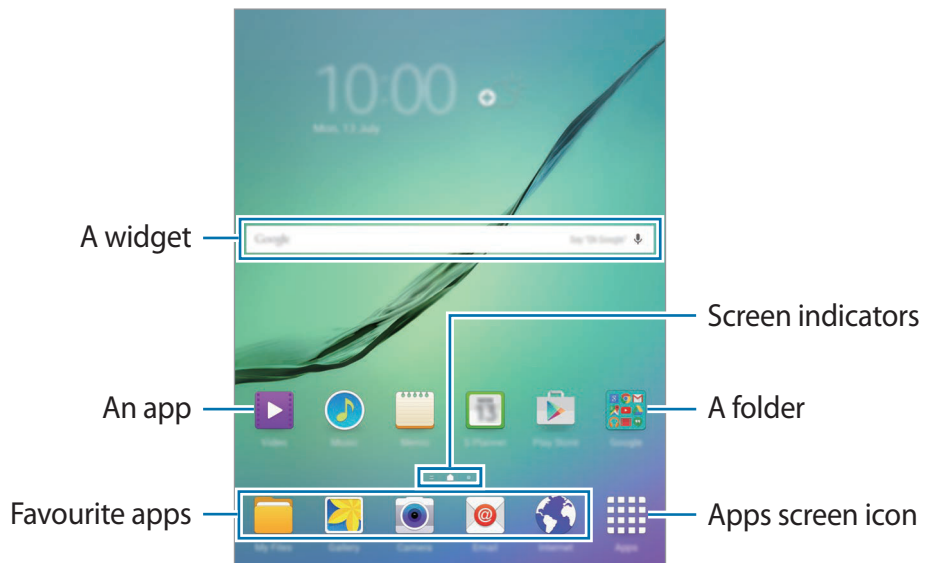 10:00
Mon, 13 July
A widget
Google
Say "Ok Google"
Screen indicators
An app
13
A folder
Video
Music
Memo
S Planner
Play Store
Google
Favourite apps
Apps screen icon
My Files
Gallery
Camera
Email
Internet
Apps